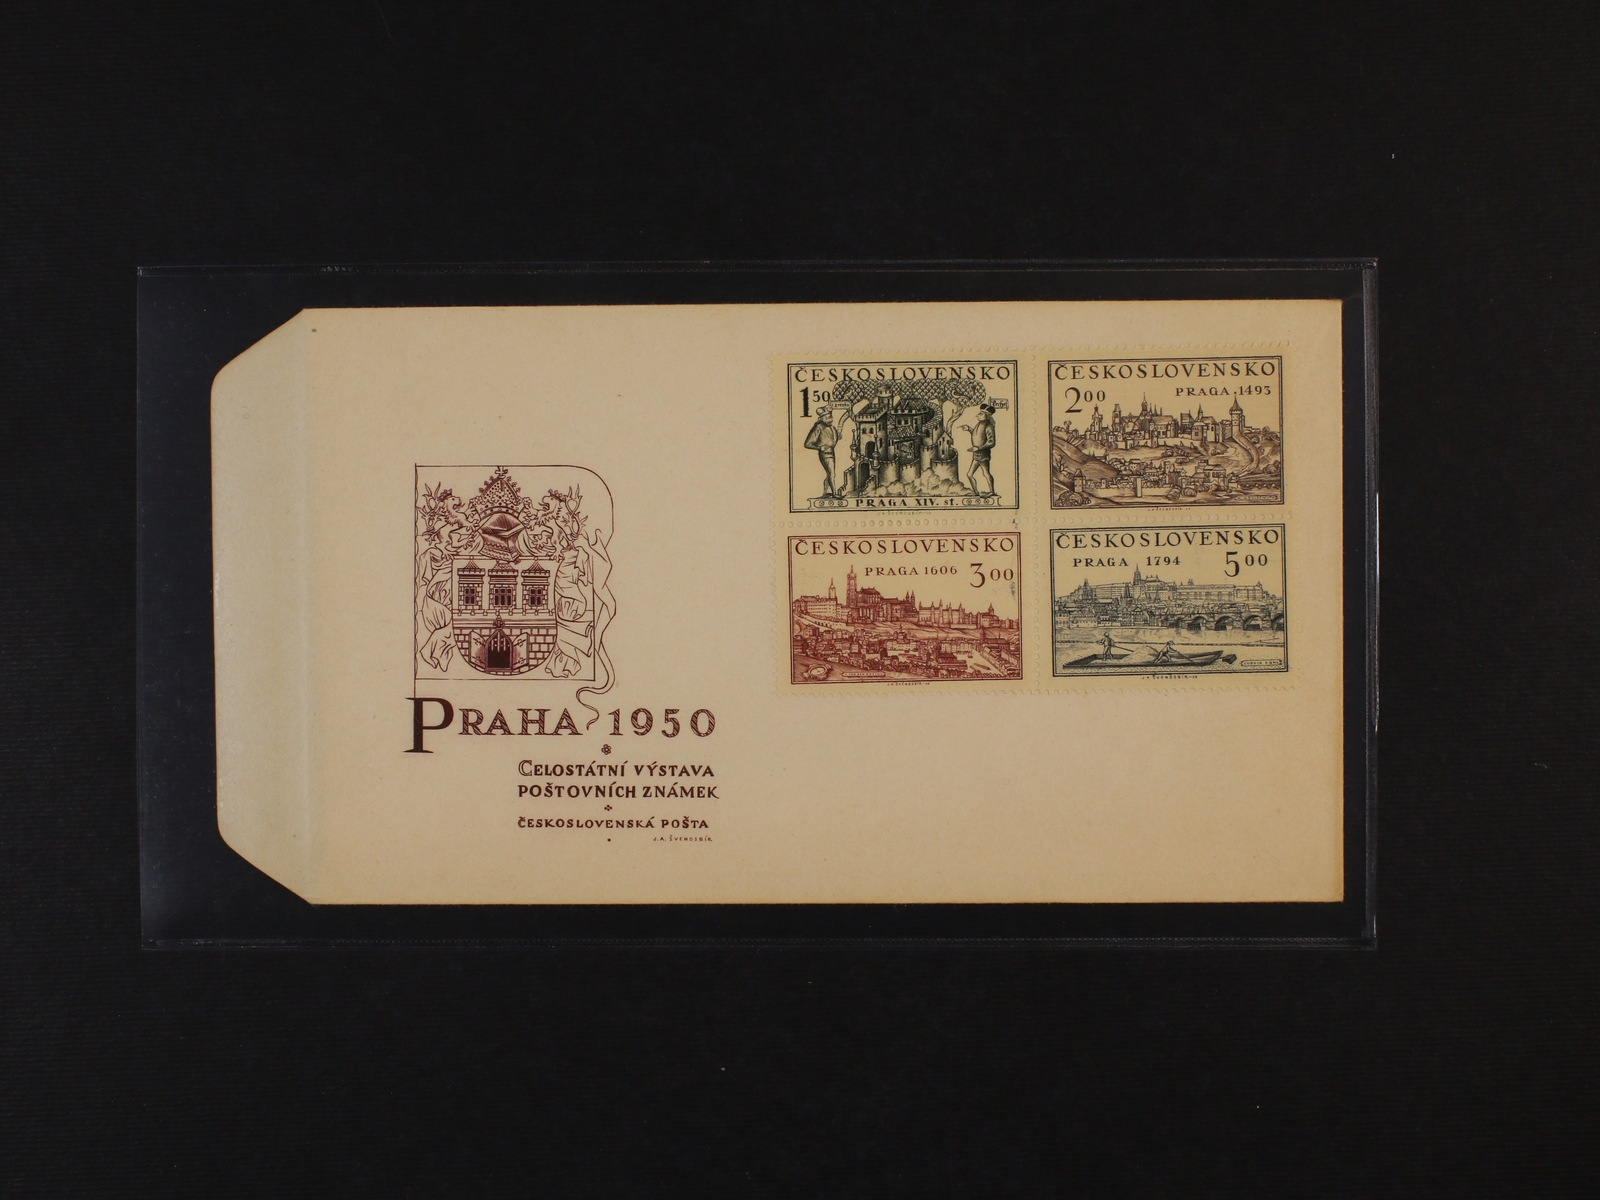 ČESKOSLOVENSKO
1 50
PRAGA XIV. st.
ČESKOSLOVENSKO
PRAGA 1493
2 00
ČESKOSLOVENSKO
PRAGA 1606 3 00
ČESKOSLOVENSKO
PRAGA 1794 5 00
PRAHA 1950
CELOSTÁTNÍ VÝSTAVA
POŠTOVNÍCH ZNÁMEK
ČESKOSLOVENSKÁ POŠTA
J.A. ŠVENGSBÍR